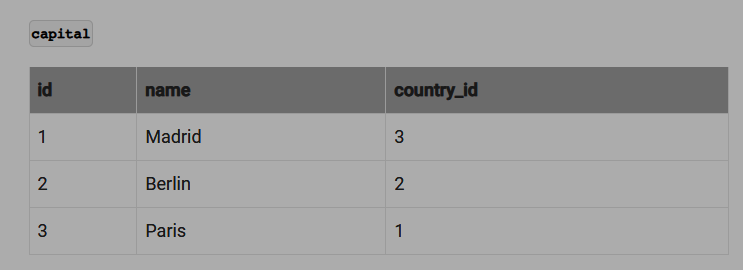 capital
id name country_id
1 Madrid 3
2 Berlin 2
3 Paris 1